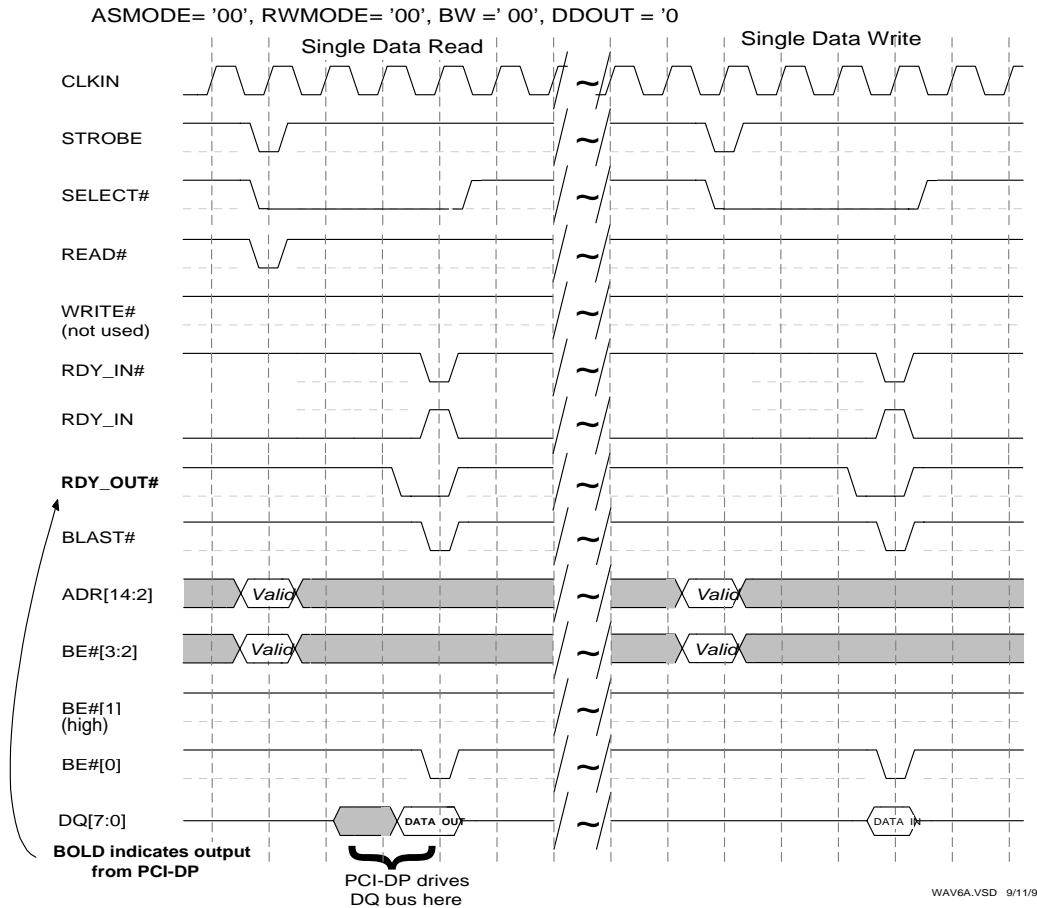 ASMODE= '00', RWMODE= '00', BW =' 00', DDOUT = '0
Single Data Read
Single Data Write
CLKIN
~
STROBE
~
SELECT#
~
READ#
~
WRITE#
(not used)
~
RDY_IN#
~
RDY_IN
~
RDY_OUT#
~
BLAST#
~
ADR[14:2]
Valid
~
Valid
BE#[3:2]
Valid
~
Valid
BE#[1]
(high)
~
BE#[0]
~
DQ[7:0]
DATA OUT
~
DATA IN
BOLD indicates output
from PCI-DP
PCI-DP drives
DQ bus here
WAV6A.VSD 9/11/9